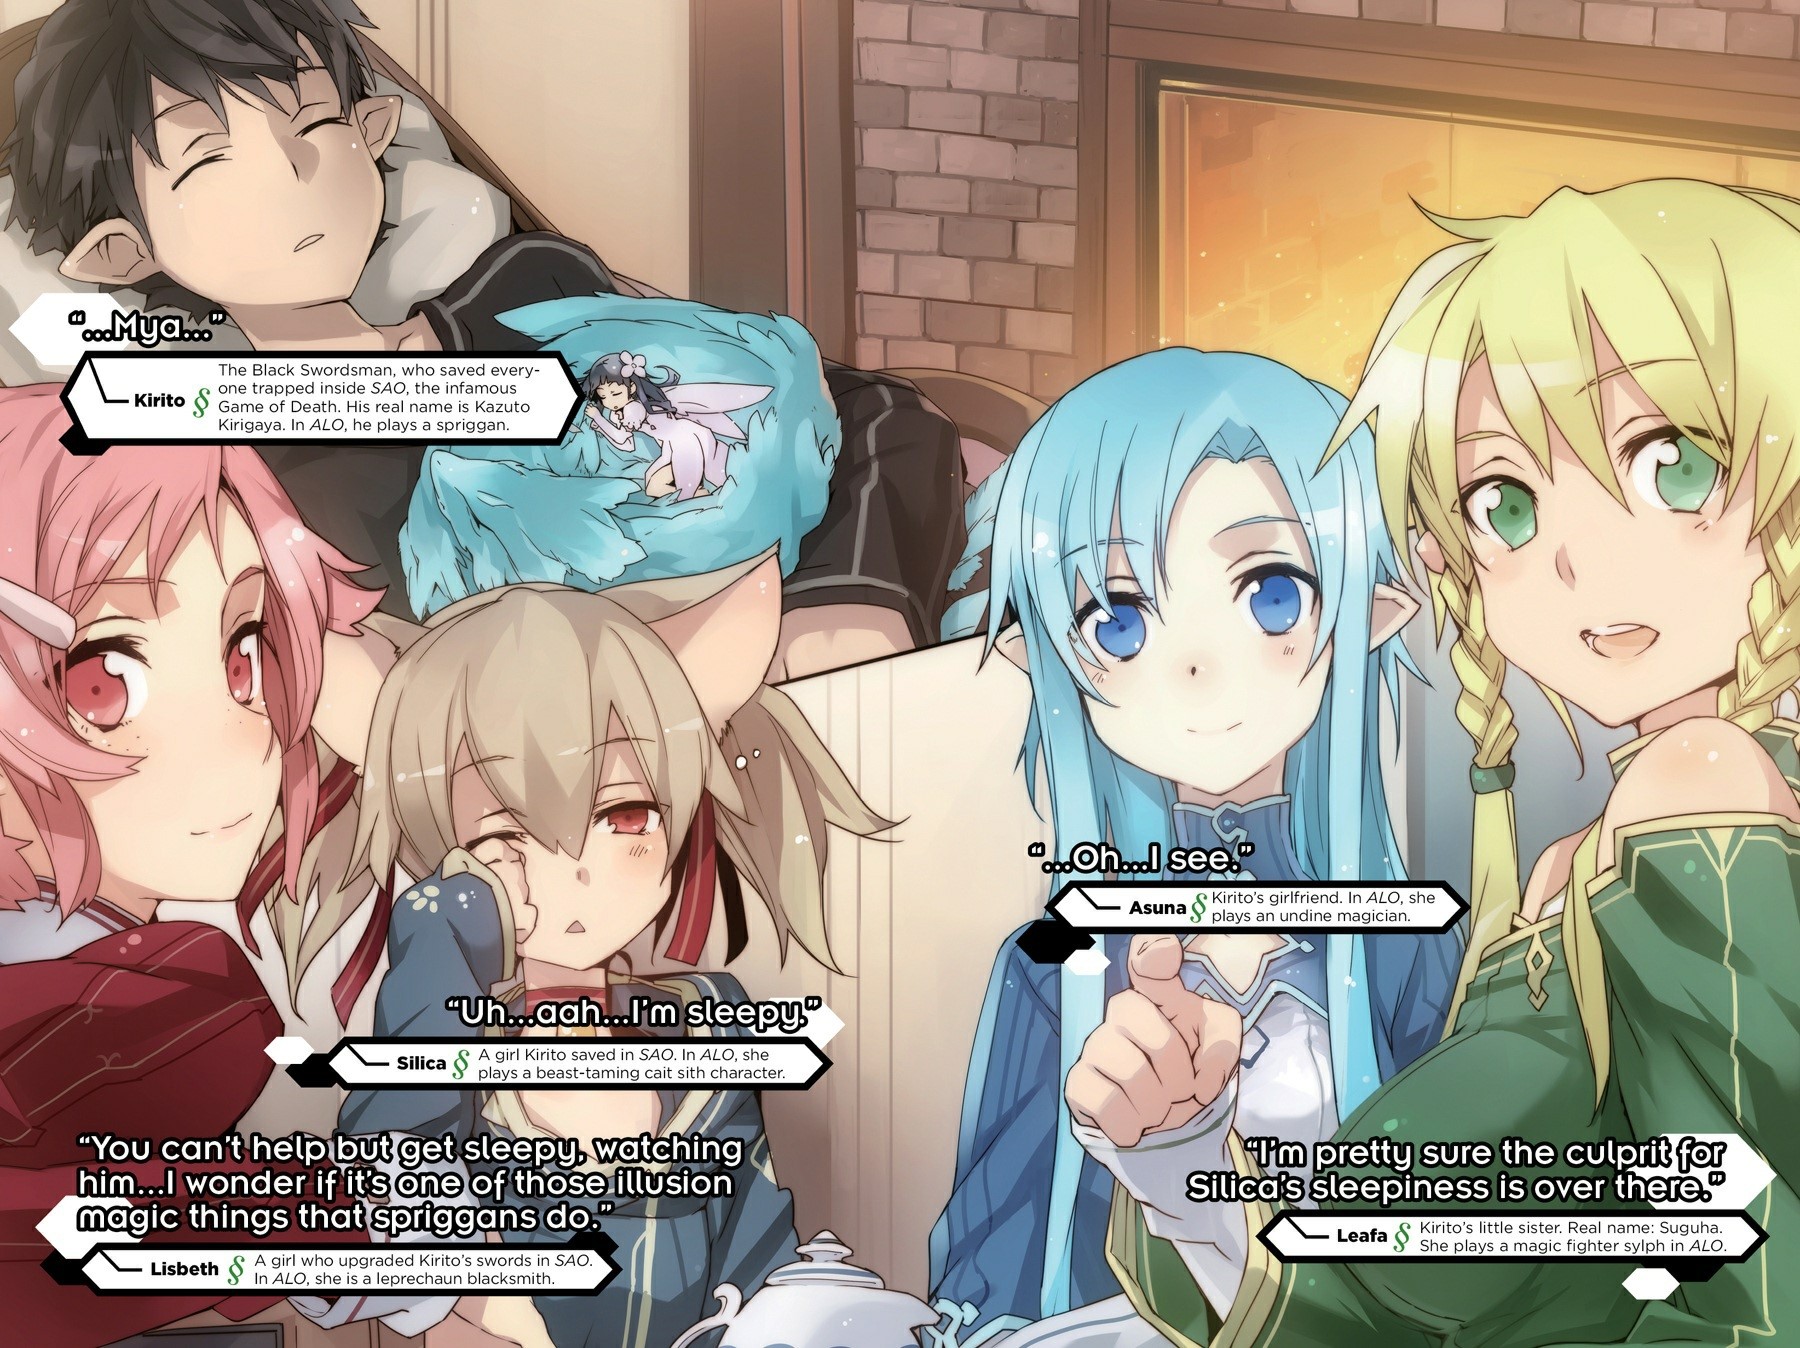 “...Mya...”
Kirito § The Black Swordsman, who saved every-
one trapped inside SAO, the infamous
Game of Death. His real name is Kazuto
Kirigaya. In ALO, he plays a spriggan.
“...Oh...I see.”
Asuna § Kirito’s girlfriend. In ALO, she
plays an undine magician.
“Uh...aah...I’m sleepy.”
Silica § A girl Kirito saved in SAO. In ALO, she
plays a beast-taming cait sith character.
“You can’t help but get sleepy, watching
him...I wonder if it’s one of those illusion
magic things that spriggans do.”
Lisbeth § A girl who upgraded Kirito’s swords in SAO.
In ALO, she is a leprechaun blacksmith.
“I’m pretty sure the culprit for
Silica’s sleepiness is over there.”
Leafa § Kirito’s little sister. Real name: Suguha.
She plays a magic fighter sylph in ALO.